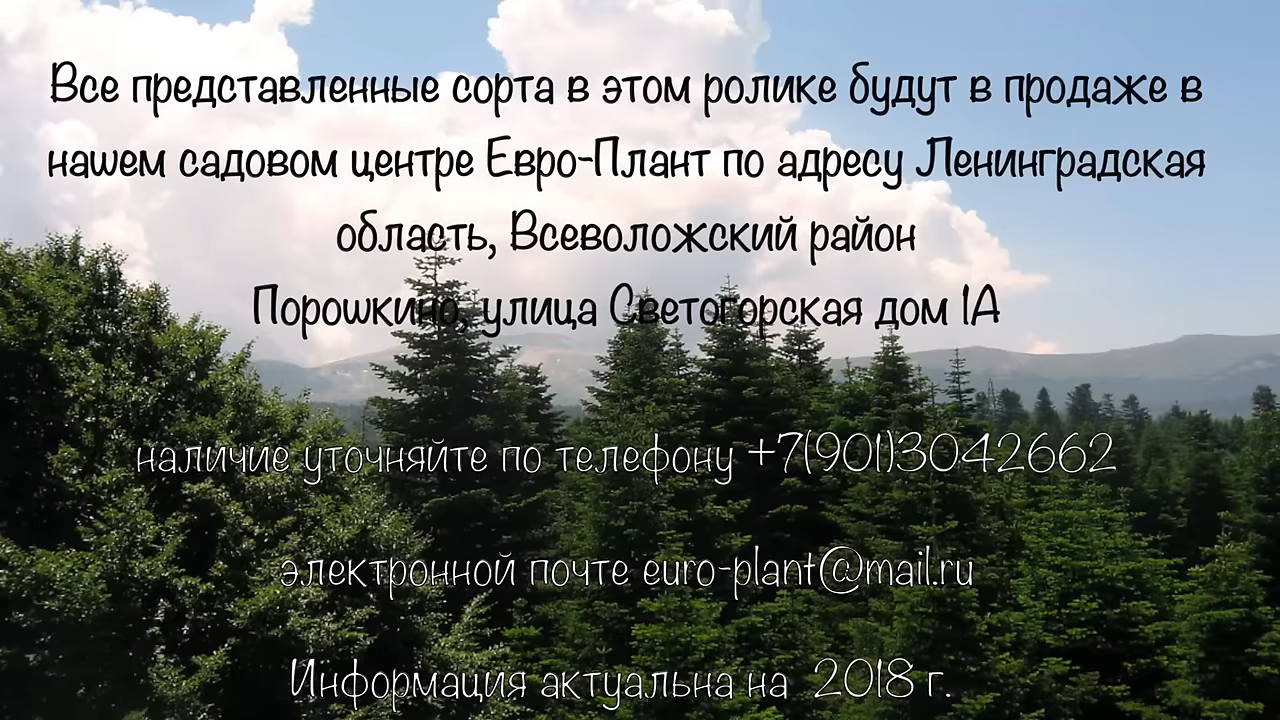 Все представленные сорта в этом ролике будут в продаже в
нашем садовом центре Евро-Плант по адресу Ленинградская
область, Всеволожский район
Порошкино, улица Светогорская дом 1А
наличие уточняйте по телефону +7(901)3042662
электронной почте euro-plant@mail.ru
Информация актуальна на 2018 г.